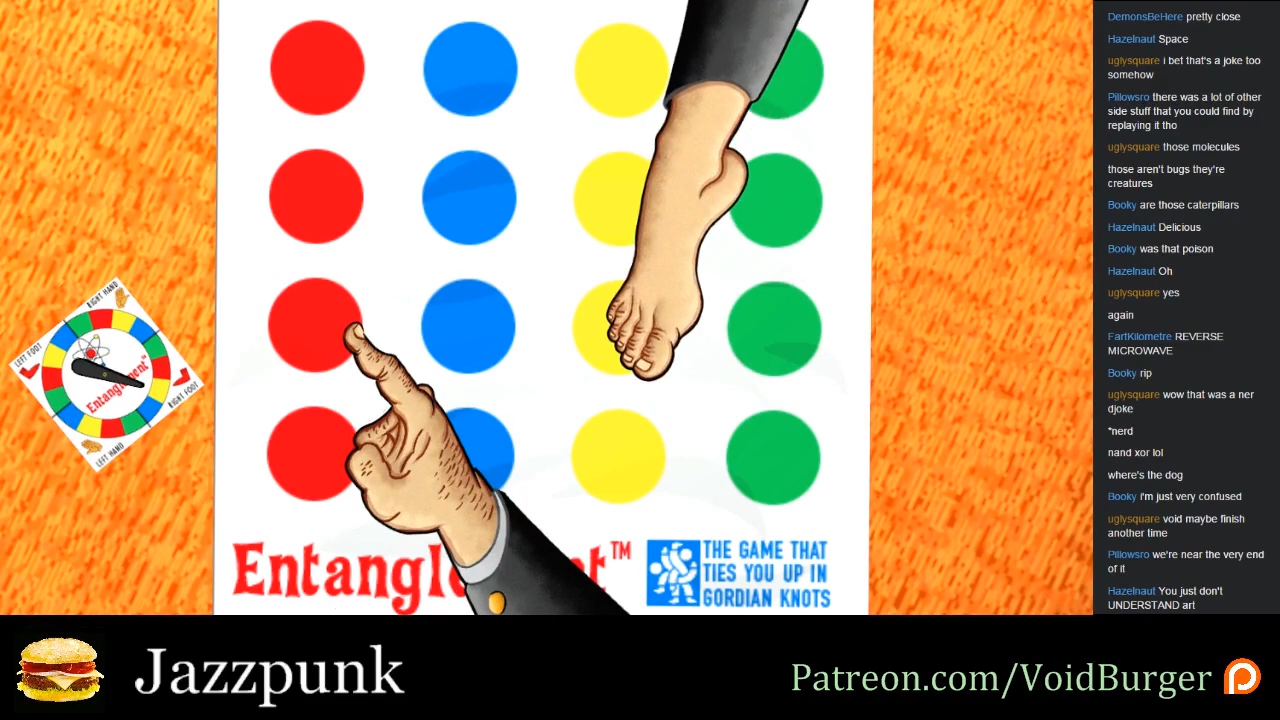 RIGHT HAND
LEFT FOOT
Entangl ent™
RIGHT FOOT
LEFT HAND
Entangle t™
THE GAME THAT
TIES YOU UP IN
GORDIAN KNOTS
DemonsBeHere pretty close
Hazelnaut Space
uglysquare i bet that's a joke too
somehow
Pillowsro there was a lot of other
side stuff that you could find by
replaying it tho
uglysquare those molecules
those aren't bugs they're
creatures
Booky are those caterpillars
Hazelnaut Delicious
Booky was that poison
Hazelnaut Oh
uglysquare yes
again
FartKilometre REVERSE
MICROWAVE
Booky rip
uglysquare wow that was a ner
djoke
*nerd
nand xor lol
where's the dog
Booky i'm just very confused
uglysquare void maybe finish
another time
Pillowsro we're near the very end
of it
Hazelnaut You just don't
UNDERSTAND art
Jazzpunk
Patreon.com/VoidBurger